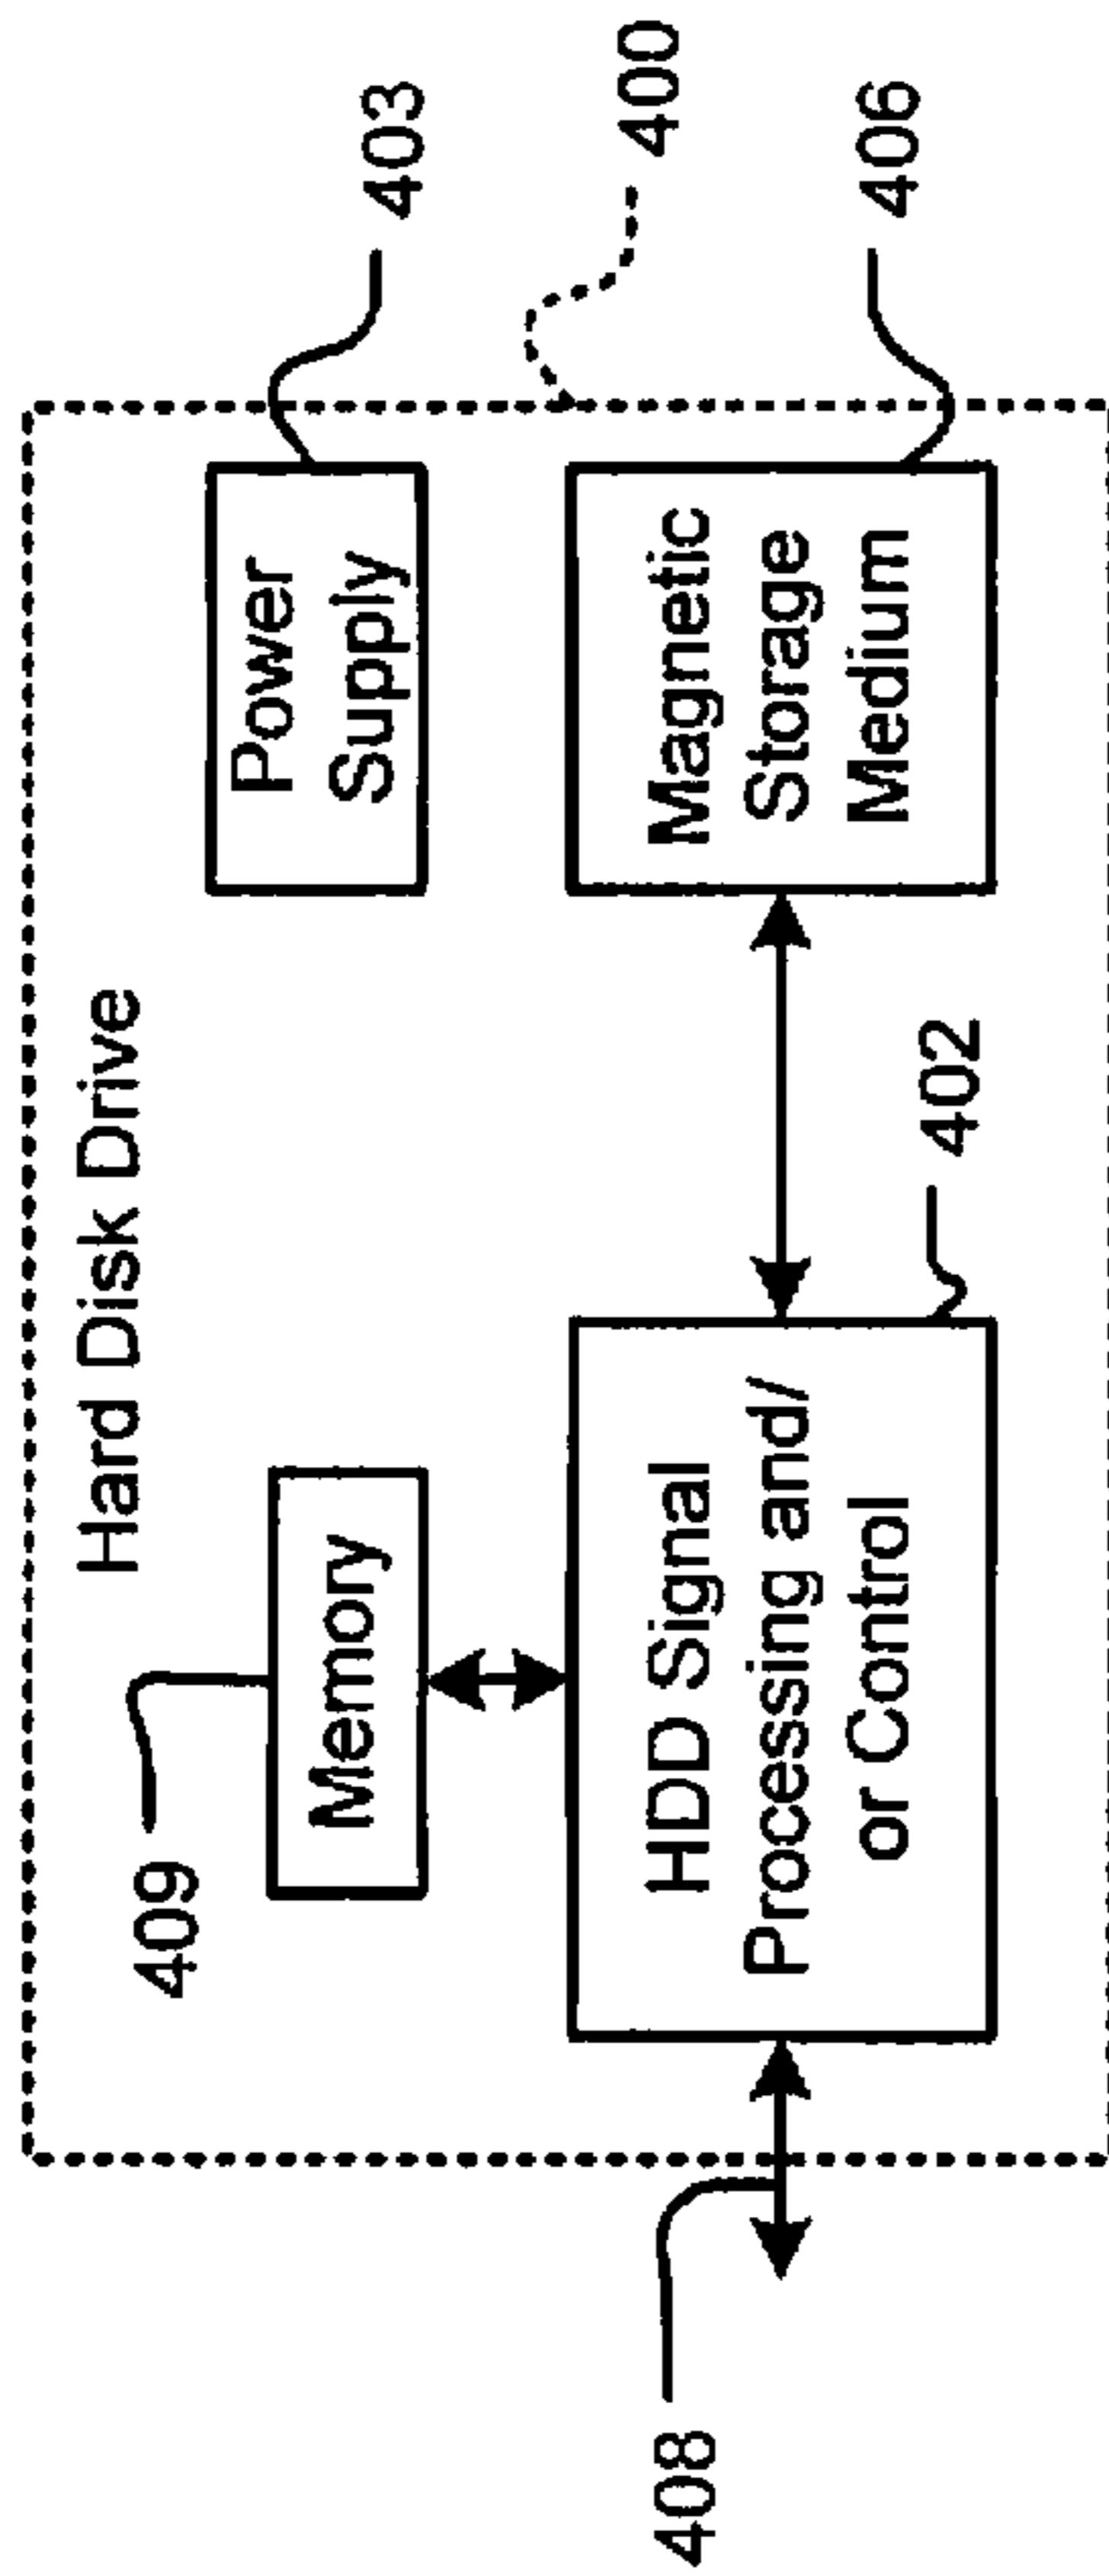 Hard Disk Drive
409
Memory
Power
Supply
403
400
408
HDD Signal
Processing and/
or Control
402
Magnetic
Storage
Medium
406